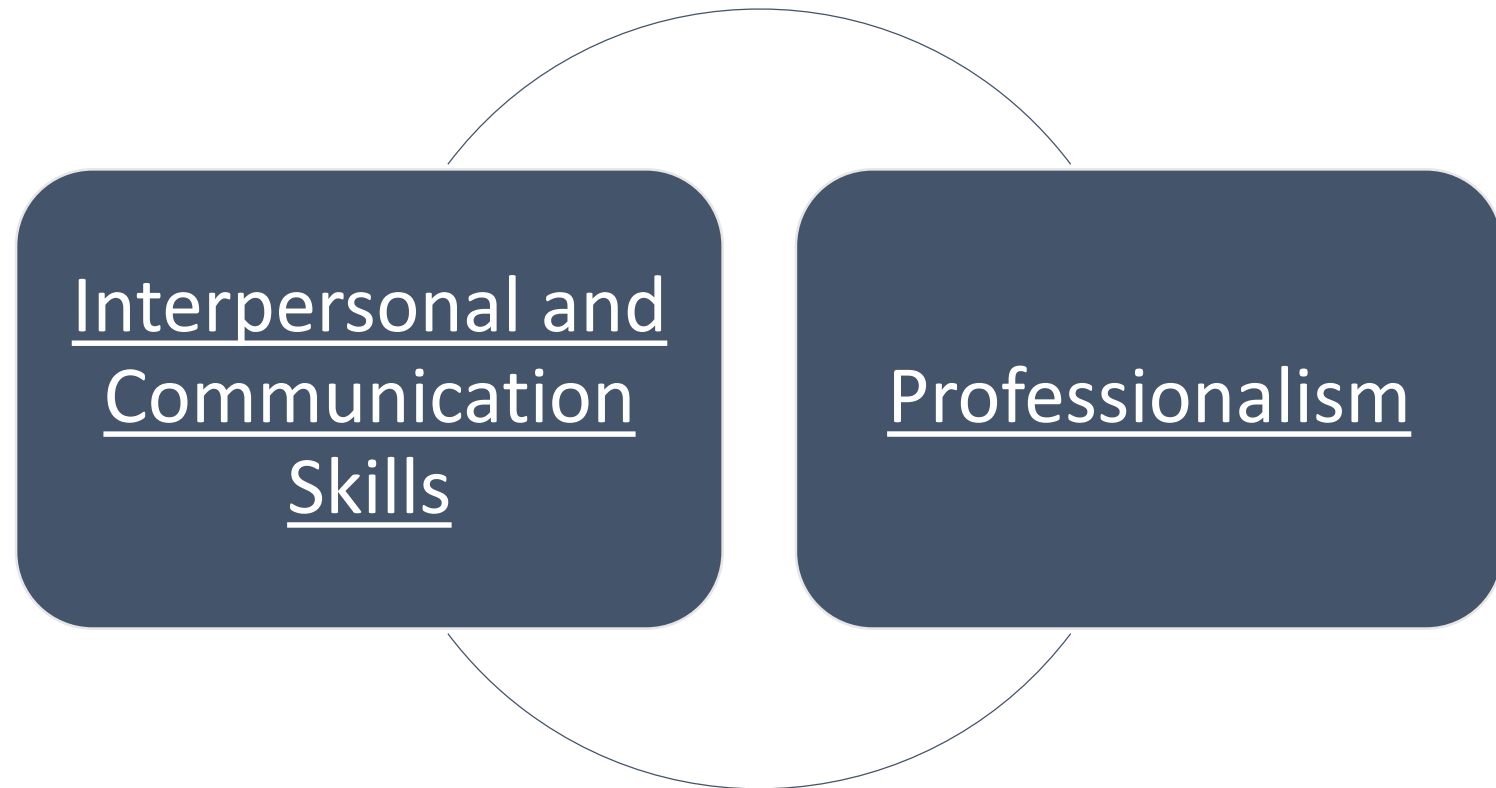 Interpersonal and
Communication
Skills
Professionalism